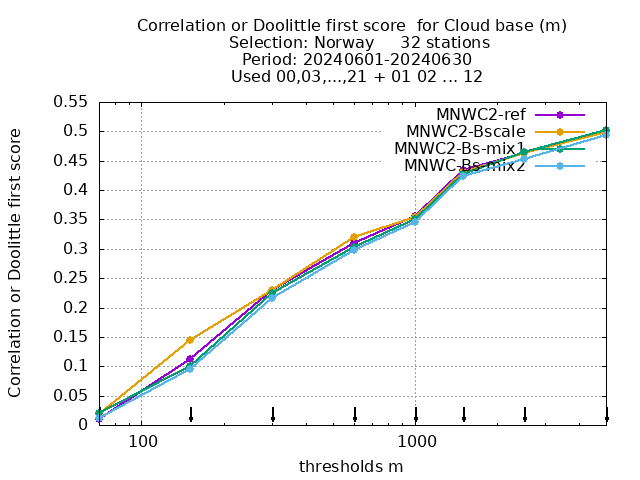 Correlation or Doolittle first score  for Cloud base (m)
Selection: Norway     32 stations
Period: 20240601-20240630
Used 00,03,...,21 + 01 02 ... 12
Correlation or Doolittle first score
0.55
0.5
0.45
0.4
0.35
0.3
0.25
0.2
0.15
0.1
0.05
0
MNWC2-ref
MNWC2-Bscale
MNWC2-Bs-mix1
MNWC-Bs-mix2
100
1000
thresholds m